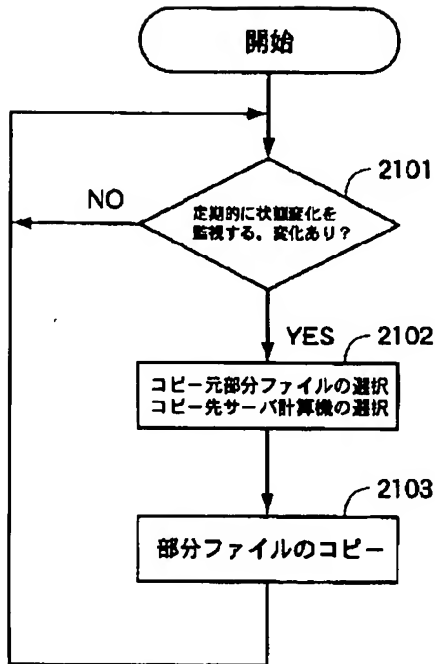 開始
2101
NO
定期的に状態変化を
監視する。変化あり？
YES
2102
コピー元部分ファイルの選択
コピー先サーバ計算機の選択
2103
部分ファイルのコピー